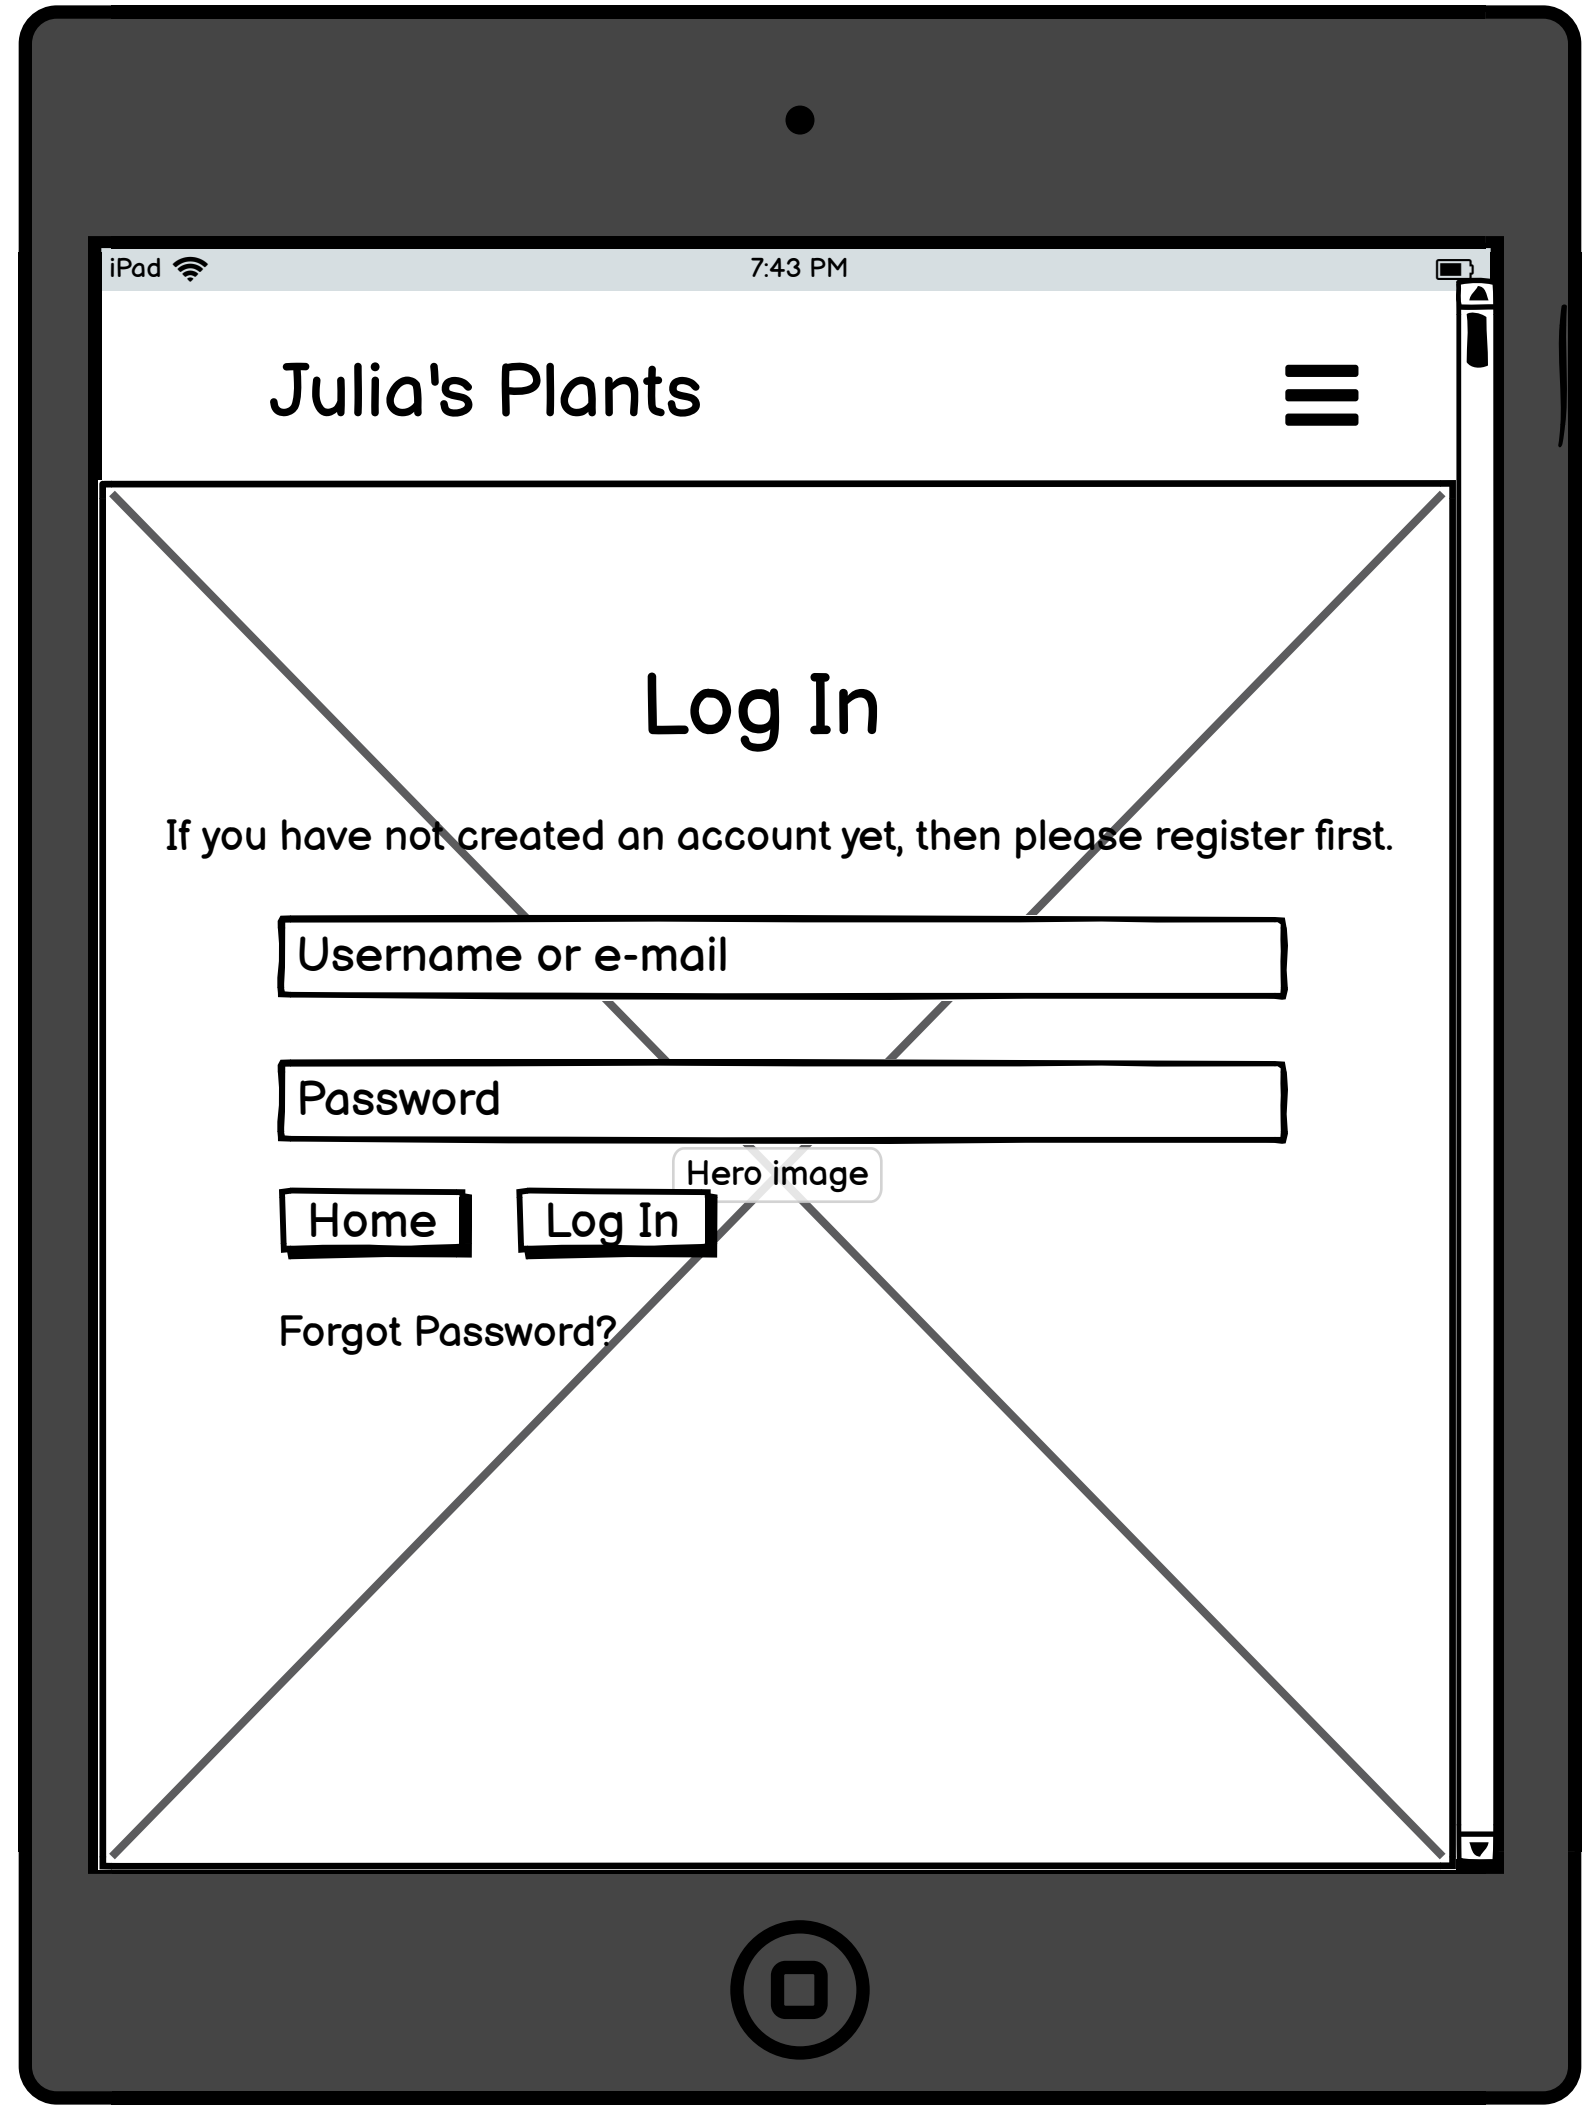 iPad 7:43 PM
Julia's Plants
Log In
If you have not created an account yet, then please register first.
Username or e-mail
Password
Hero image
Home Log In
Forgot Password?